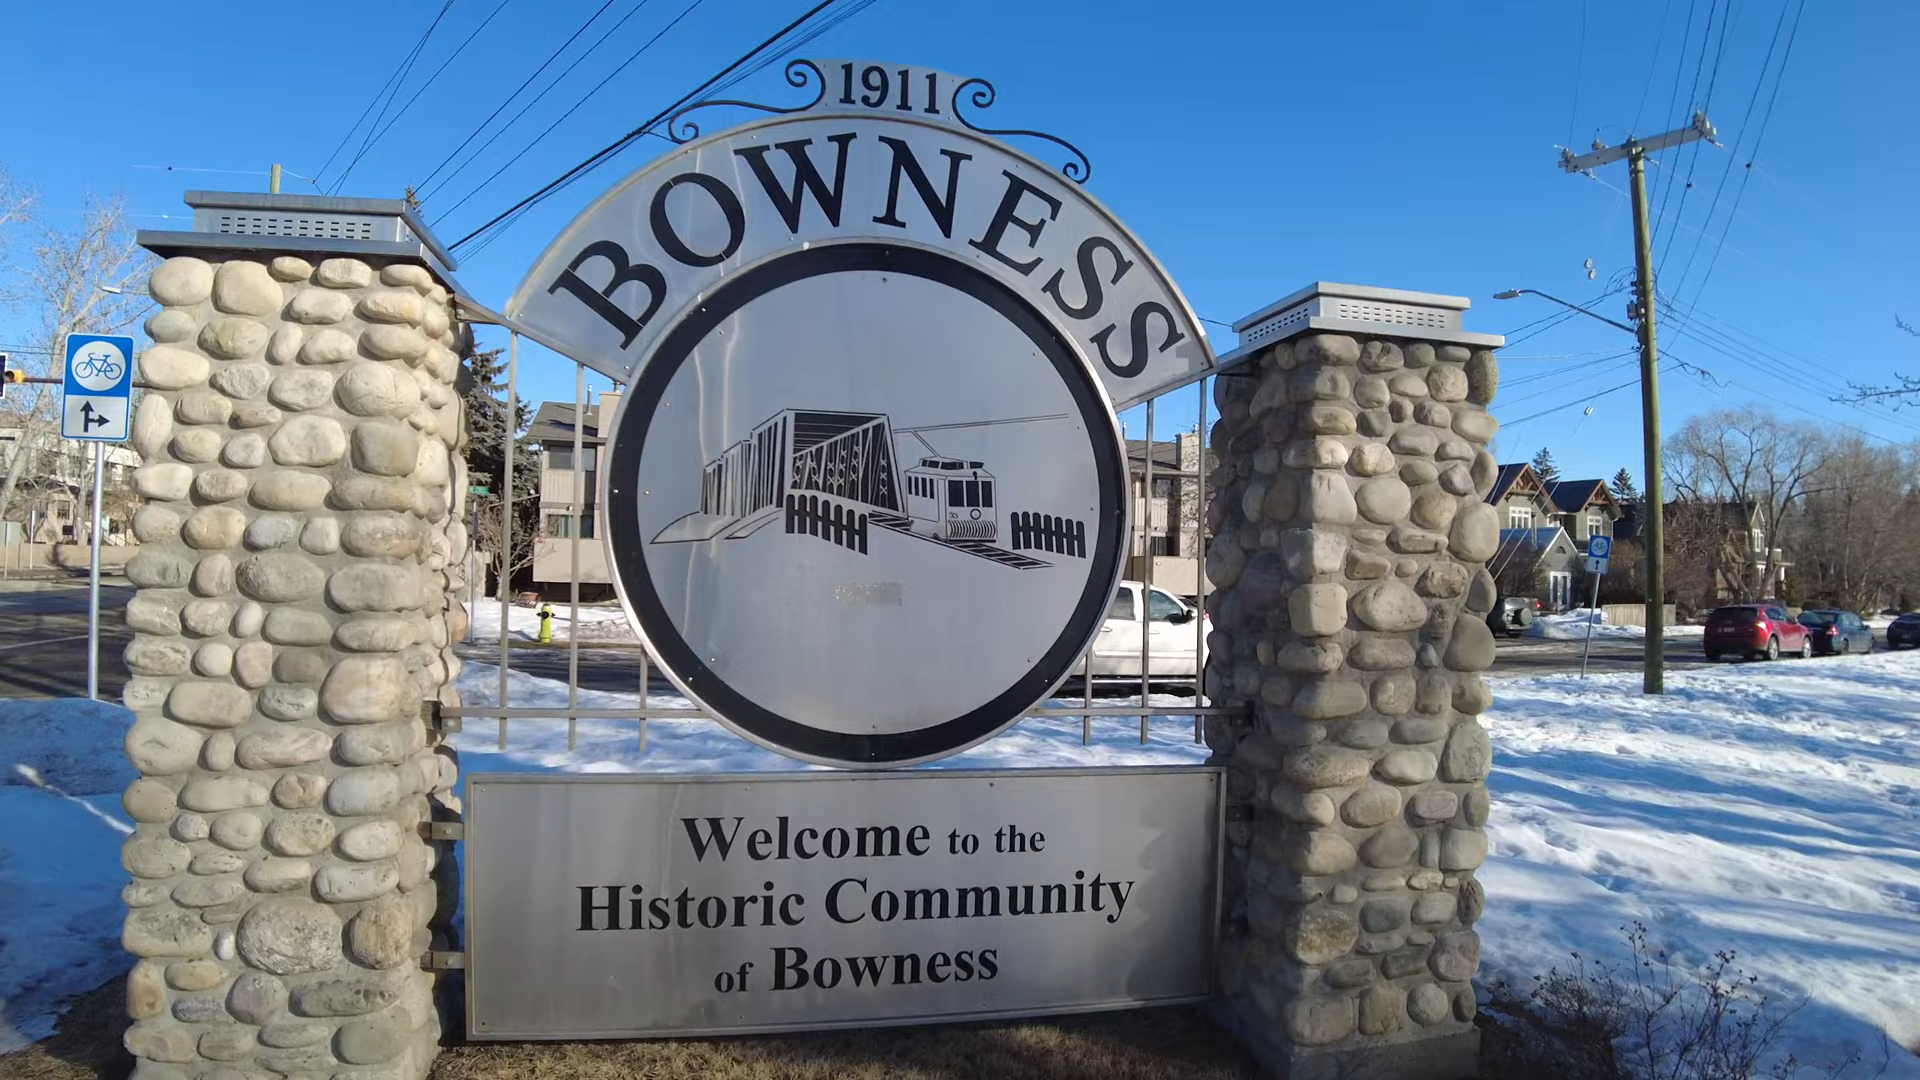 1911
BOWNESS
Welcome to the
Historic Community
of Bowness